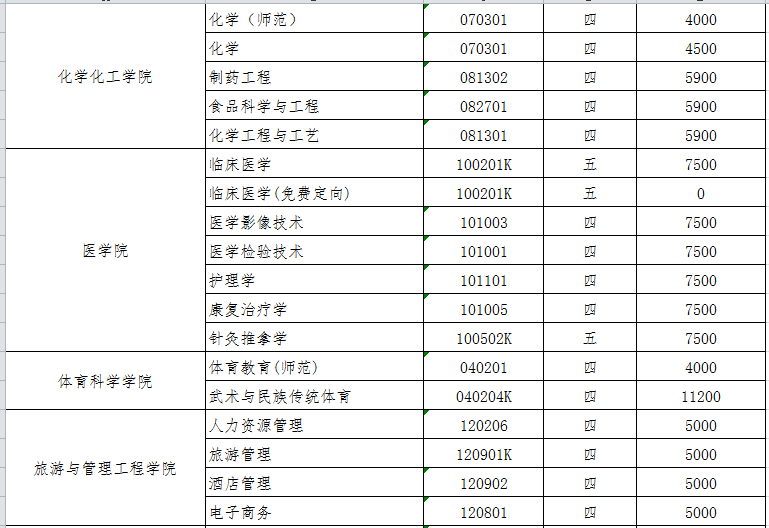 化学化工学院
化学（师范） 070301 四 4000
化学 070301 四 4500
制药工程 081302 四 5900
食品科学与工程 082701 四 5900
化学工程与工艺 081301 四 5900
医学院
临床医学 100201K 五 7500
临床医学(免费定向) 100201K 五 0
医学影像技术 101003 四 7500
医学检验技术 101001 四 7500
护理学 101101 四 7500
康复治疗学 101005 四 7500
针灸推拿学 100502K 五 7500
体育科学学院
体育教育(师范) 040201 四 4000
武术与民族传统体育 040204K 四 11200
旅游与管理工程学院
人力资源管理 120206 四 5000
旅游管理 120901K 四 5000
酒店管理 120902 四 5000
电子商务 120801 四 5000